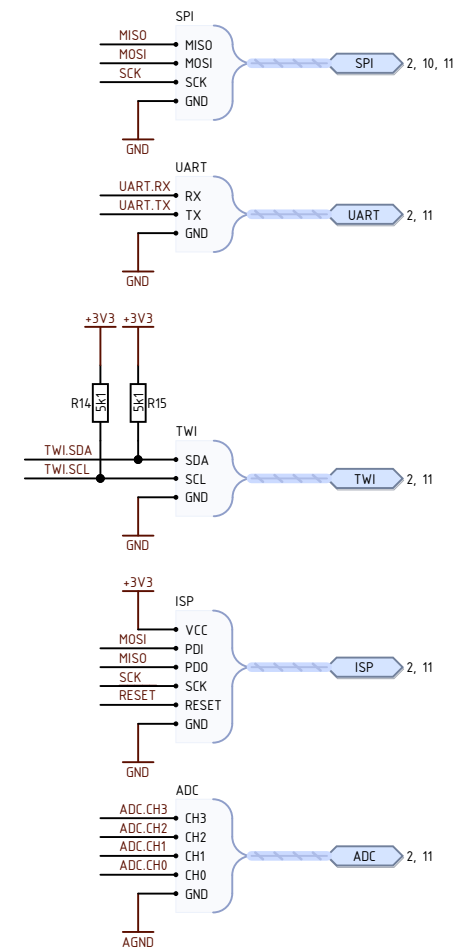 SPI
MISO MISO
MOSI MOSI SPI 2, 10, 11
SCK SCK
GND
GND
UART
UART.RX RX
UART.TX TX UART 2, 11
GND
GND
+3V3 +3V3
R14 5k1 5k1 R15
TWI
TWI.SDA SDA
TWI.SCL SCL TWI 2, 11
GND
GND
+3V3
ISP
VCC
MOSI PDI
MISO PDO ISP 2, 11
SCK SCK
RESET RESET
GND
GND
ADC
ADC.CH3 CH3
ADC.CH2 CH2
ADC.CH1 CH1 ADC 2, 11
ADC.CH0 CH0
GND
AGND